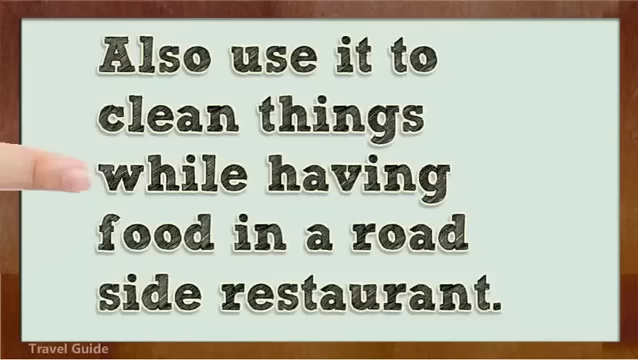 Also use it to
clean things
while having
food in a road
side restaurant.
Travel Guide